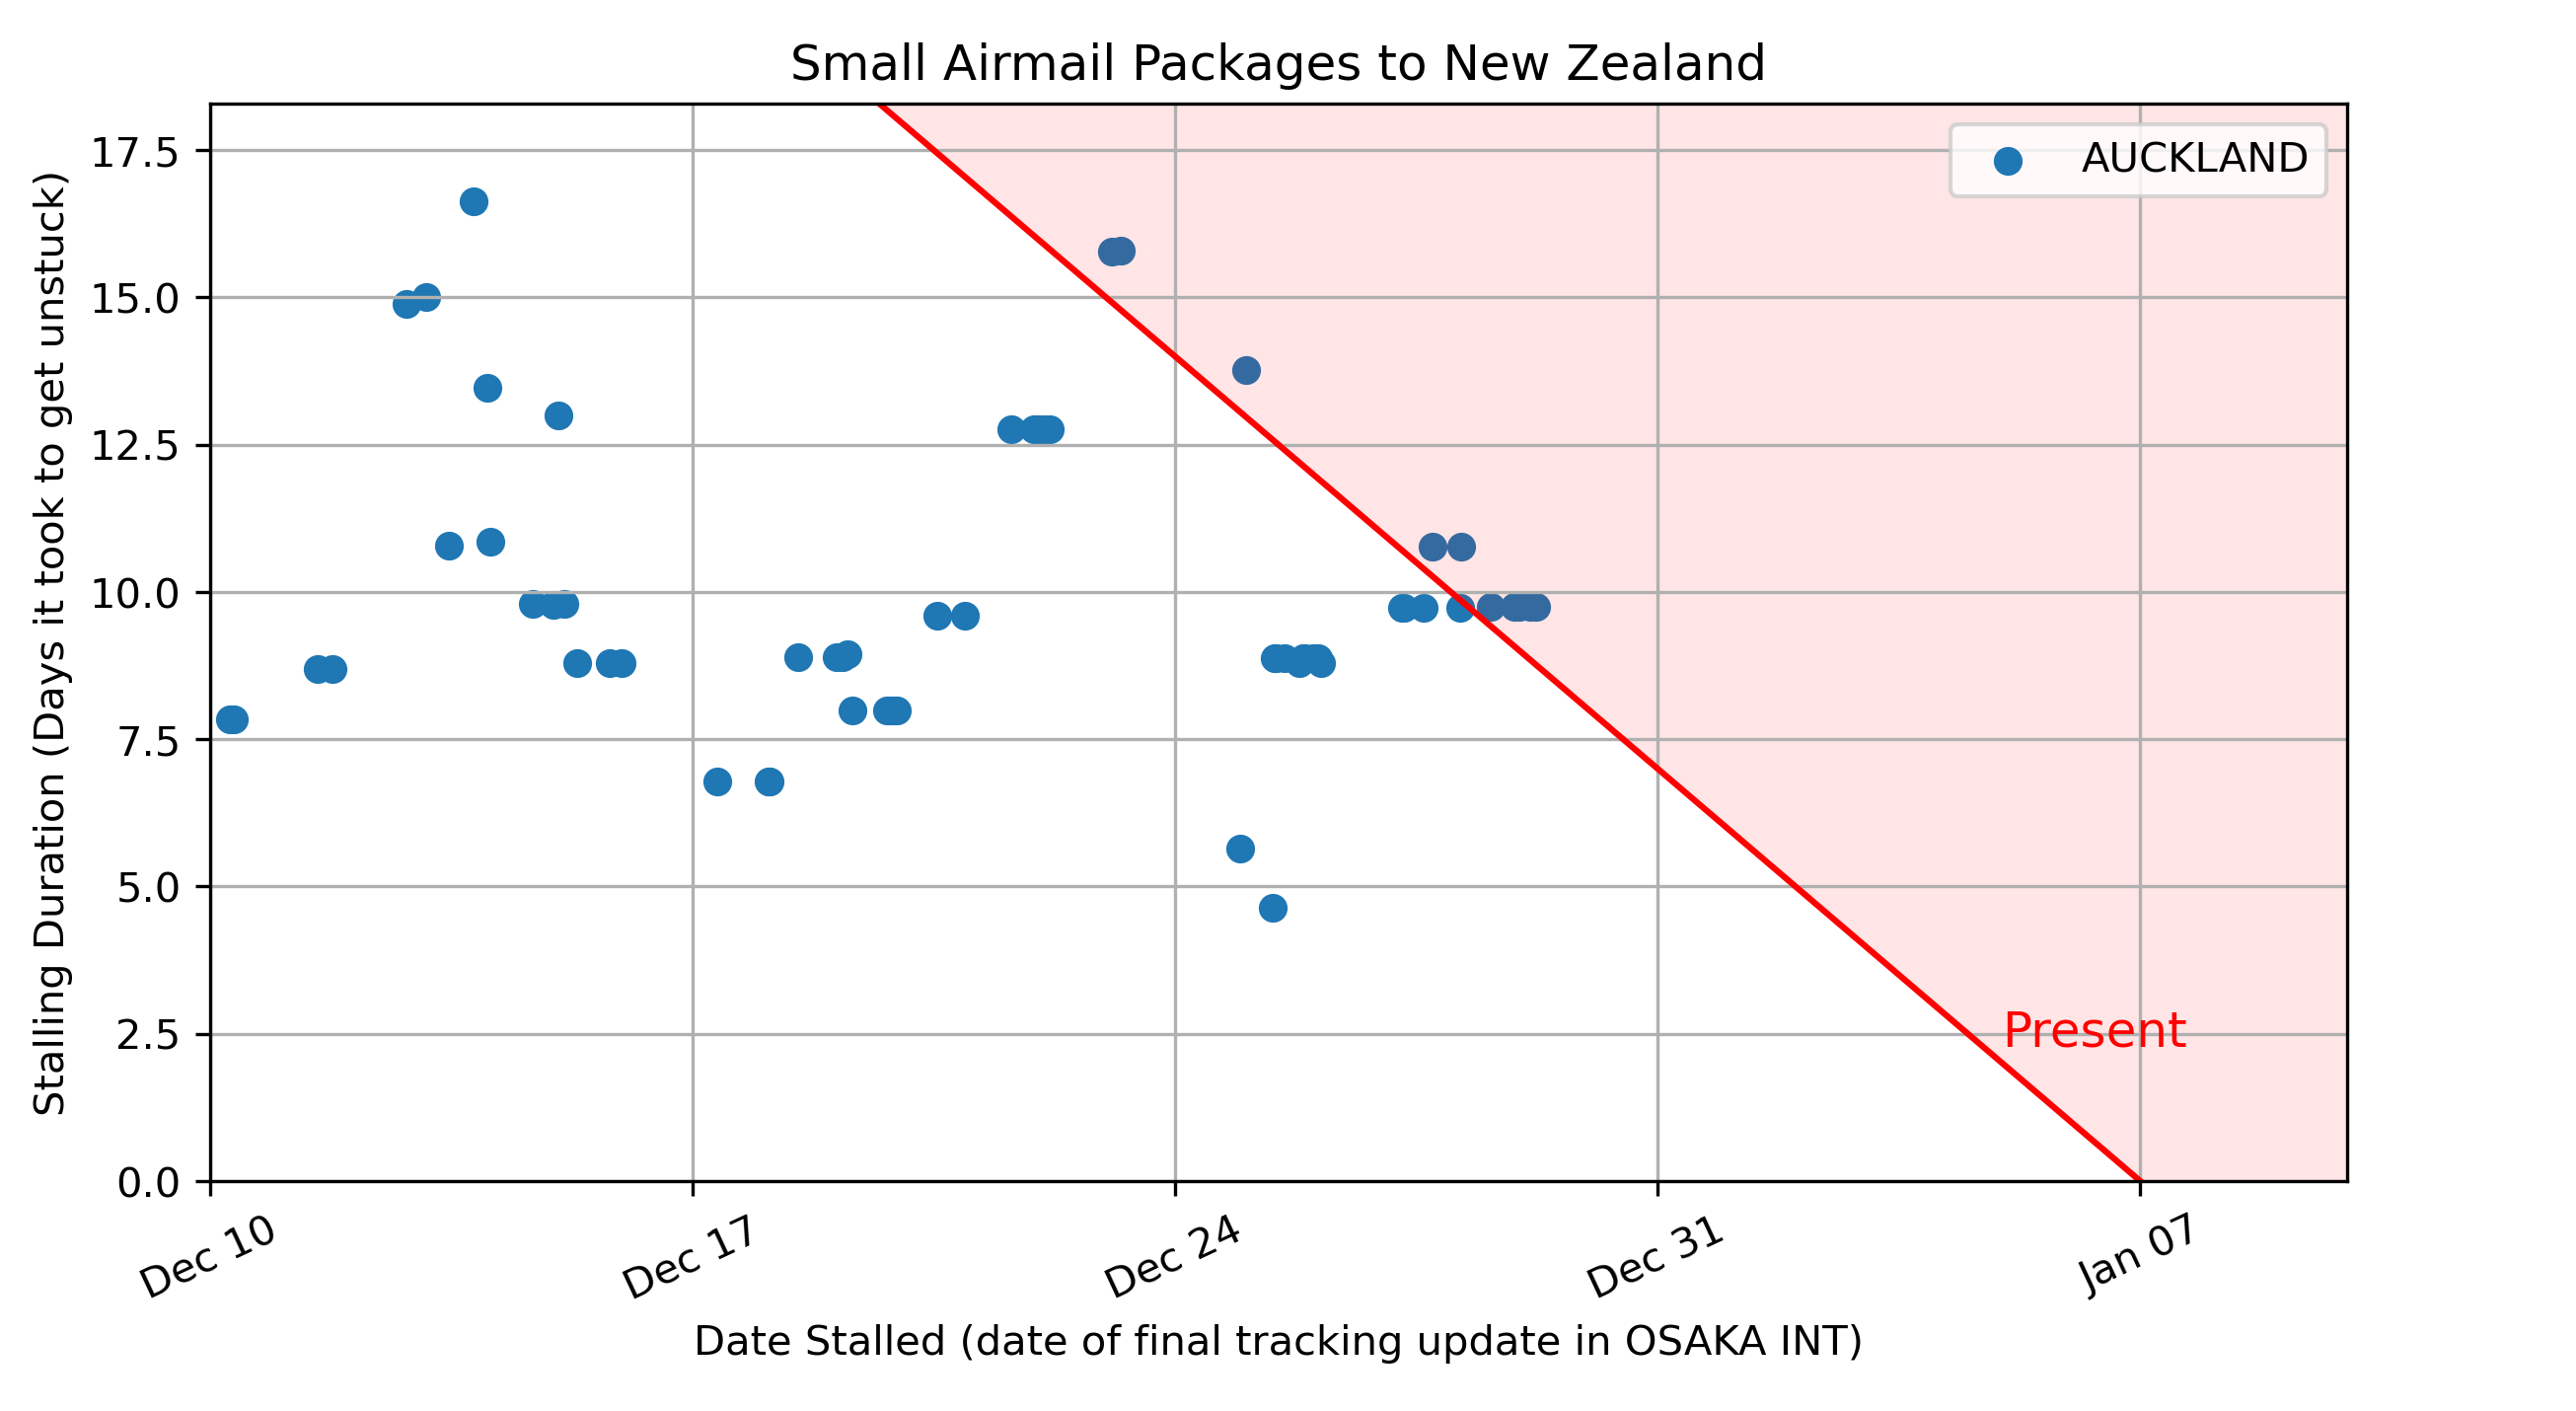 Small Airmail Packages to New Zealand
AUCKLAND
Stalling Duration (Days it took to get unstuck)
17.5
15.0
12.5
10.0
7.5
5.0
2.5
0.0
Present
Dec 10
Dec 17
Dec 24
Dec 31
Jan 07
Date Stalled (date of final tracking update in OSAKA INT)